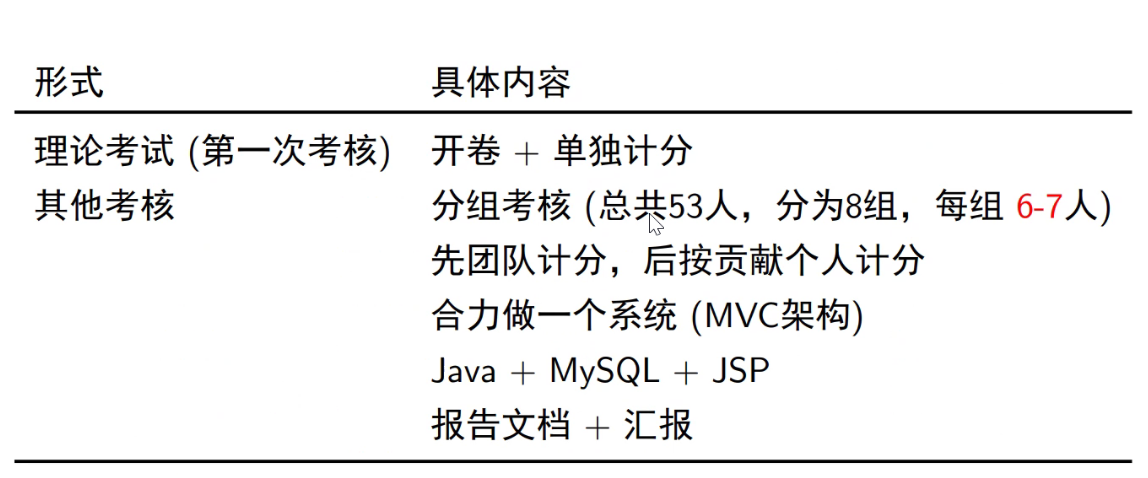 形式 具体内容
理论考试 (第一次考核) 开卷 + 单独计分
其他考核 分组考核 (总共53人，分为8组，每组 6-7人)
先团队计分，后按贡献个人计分
合力做一个系统 (MVC架构)
Java + MySQL + JSP
报告文档 + 汇报